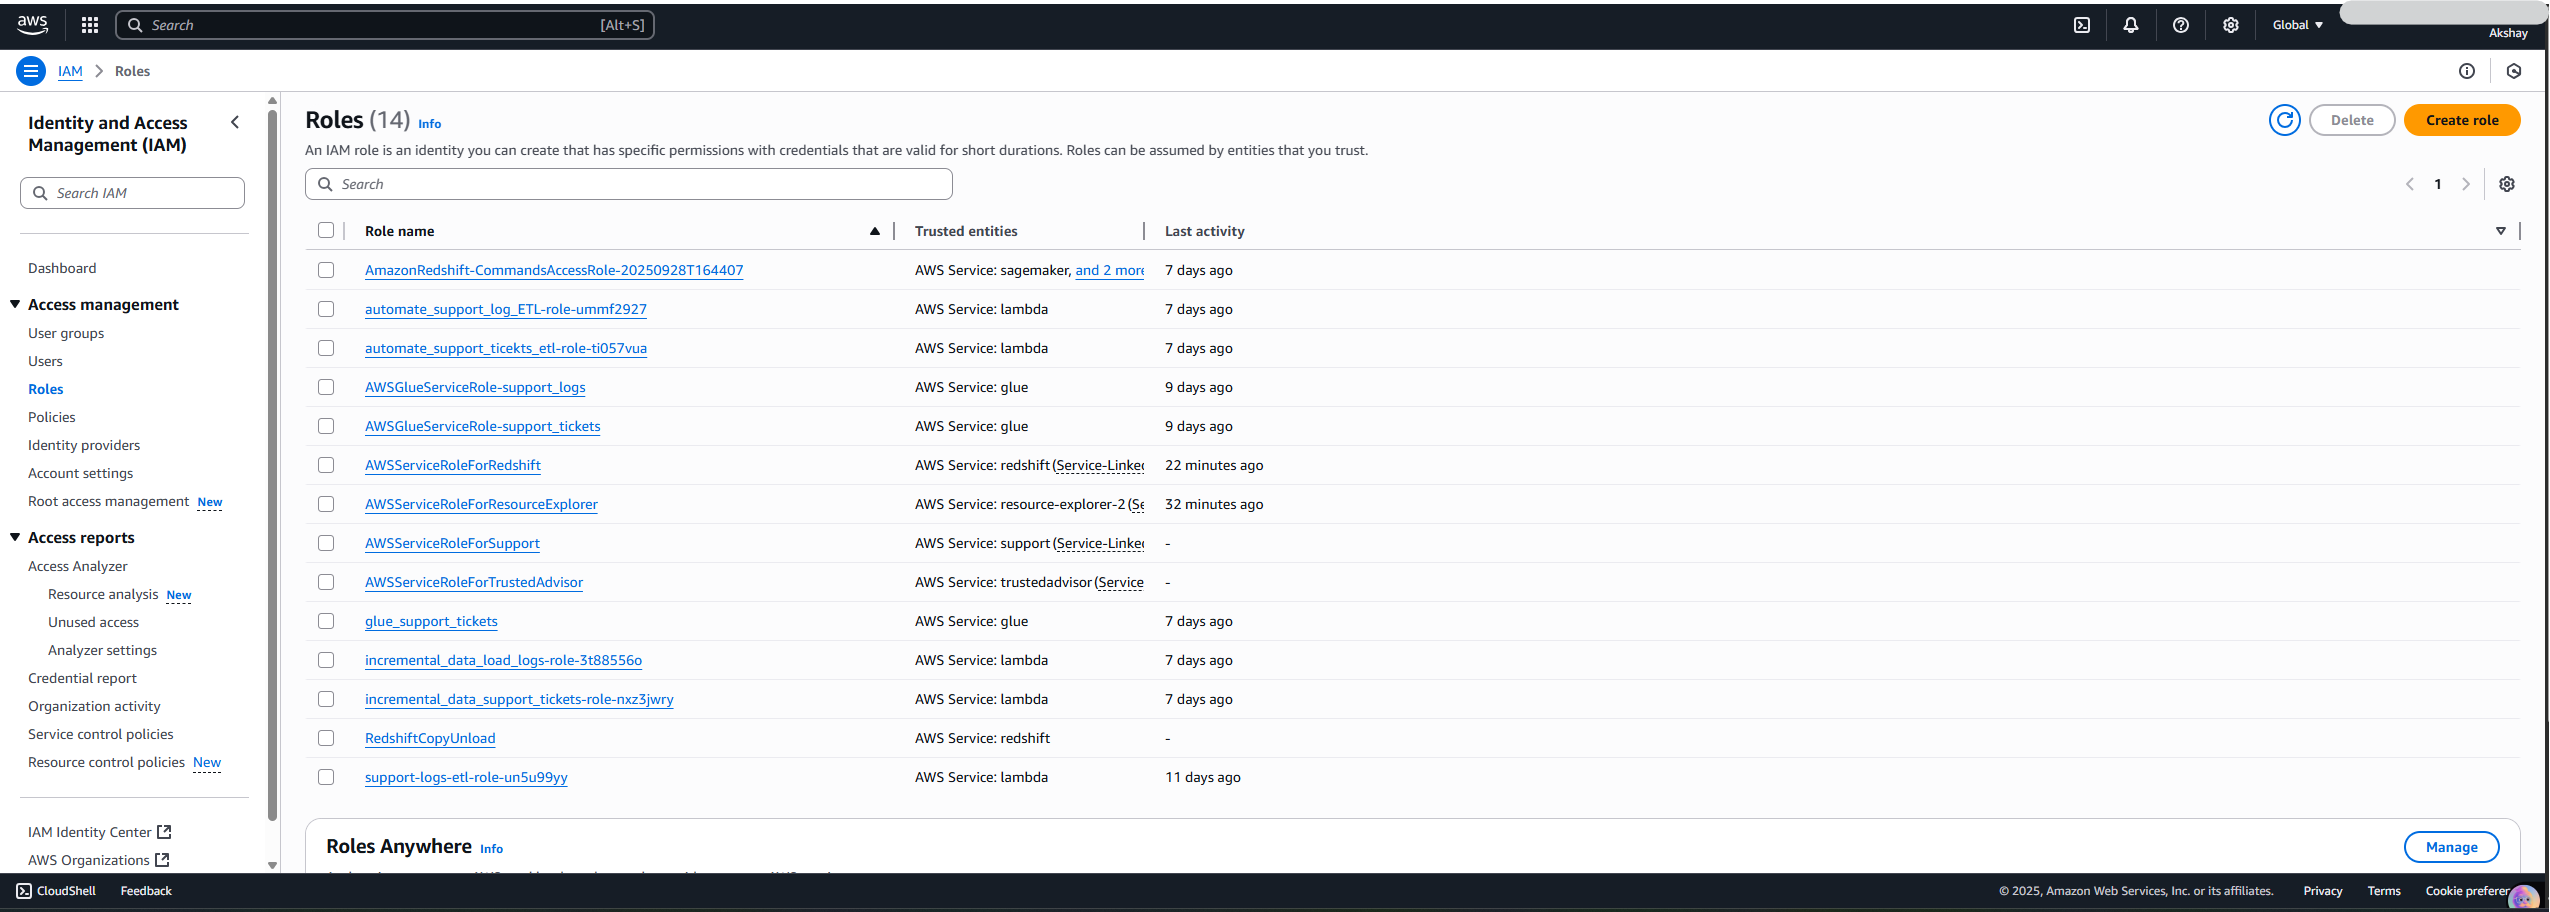 aws
Search [Alt+S]
Global
Akshay
IAM > Roles
Identity and Access
Management (IAM)
Search IAM
Dashboard
Access management
User groups
Users
Roles
Policies
Identity providers
Account settings
Root access management New
Access reports
Access Analyzer
Resource analysis New
Unused access
Analyzer settings
Credential report
Organization activity
Service control policies
Resource control policies New
IAM Identity Center
AWS Organizations
Roles (14) Info
Delete
Create role
An IAM role is an identity you can create that has specific permissions with credentials that are valid for short durations. Roles can be assumed by entities that you trust.
Search
1
Role name Trusted entities Last activity
AmazonRedshift-CommandsAccessRole-20250928T164407 AWS Service: sagemaker, and 2 more 7 days ago
automate_support_log_ETL-role-ummf2927 AWS Service: lambda 7 days ago
automate_support_ticekts_etl-role-ti057vua AWS Service: lambda 7 days ago
AWSGlueServiceRole-support_logs AWS Service: glue 9 days ago
AWSGlueServiceRole-support_tickets AWS Service: glue 9 days ago
AWSServiceRoleForRedshift AWS Service: redshift (Service-Linked 22 minutes ago
AWSServiceRoleForResourceExplorer AWS Service: resource-explorer-2 (Se 32 minutes ago
AWSServiceRoleForSupport AWS Service: support (Service-Linked -
AWSServiceRoleForTrustedAdvisor AWS Service: trustedadvisor (Service -
glue_support_tickets AWS Service: glue 7 days ago
incremental_data_load_logs-role-3t88556o AWS Service: lambda 7 days ago
incremental_data_support_tickets-role-nxz3jwry AWS Service: lambda 7 days ago
RedshiftCopyUnload AWS Service: redshift -
support-logs-etl-role-un5u99yy AWS Service: lambda 11 days ago
Roles Anywhere Info
Manage
CloudShell Feedback
© 2025, Amazon Web Services, Inc. or its affiliates. Privacy Terms Cookie preferen